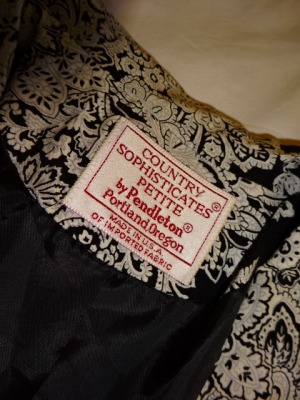 COUNTRY
SOPHISTICATES®
PETITE
by Pendleton®
Portland, Oregon
MADE IN U.S.A.
OF IMPORTED FABRIC